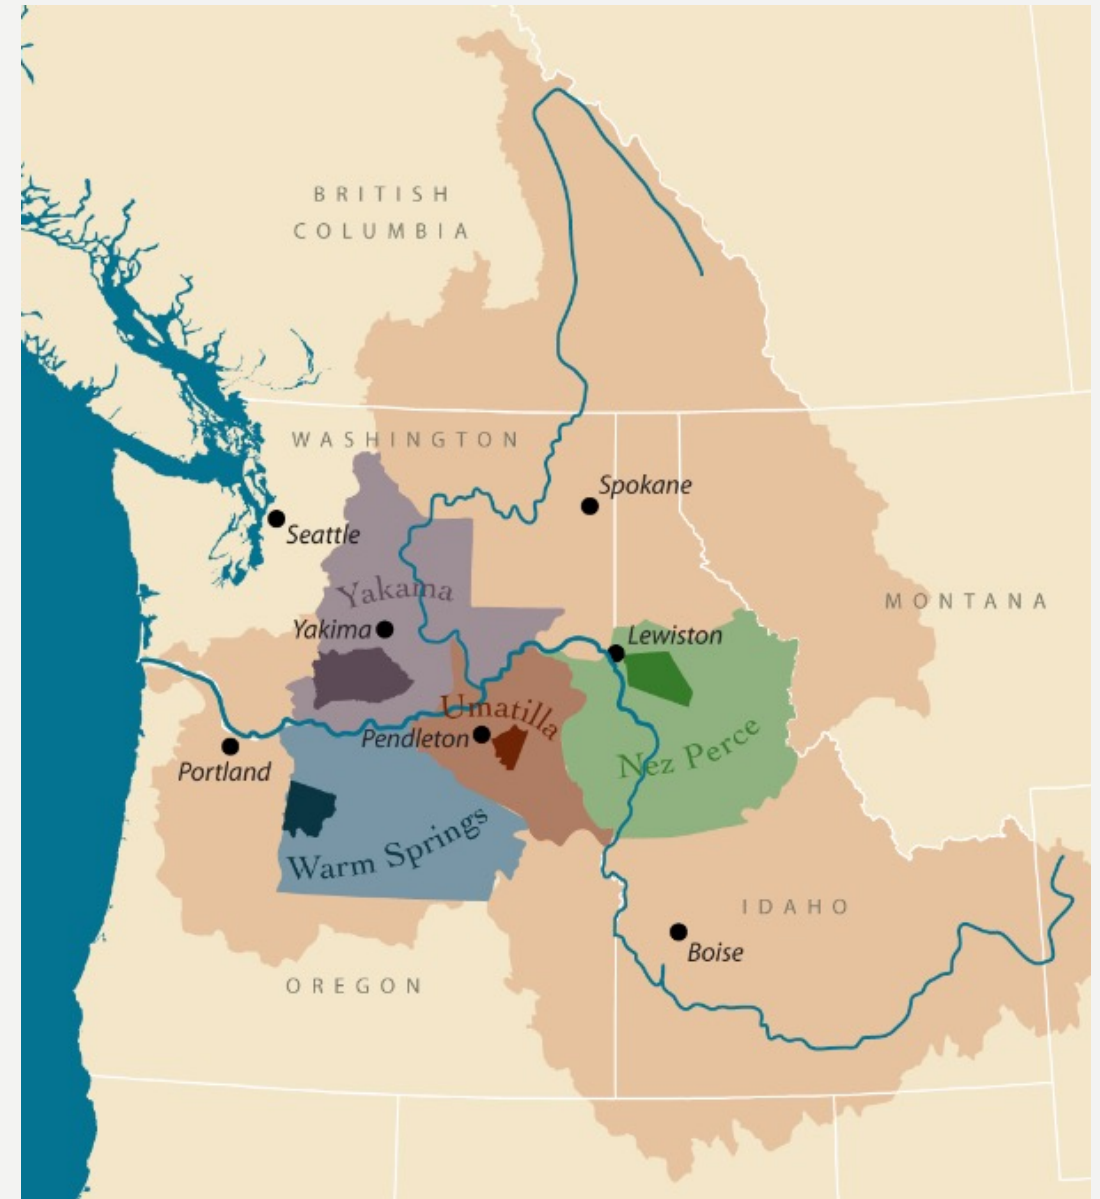 BRITISH
COLUMBIA
WASHINGTON
Spokane
Seattle
Yakama
MONTANA
Yakima
Lewiston
Umatilla
Pendleton
Nez Perce
Portland
Warm Springs
IDAHO
Boise
OREGON